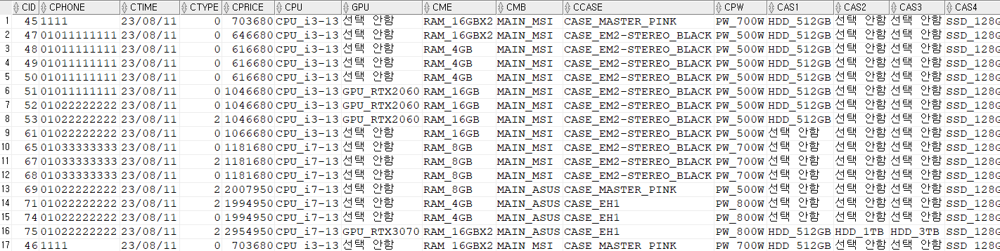 CID CPHONE CTIME CTYPE CPRICE CPU GPU CME CMB CCASE CPW CAS1 CAS2 CAS3 CAS4
1 45 1111 23/08/11 0 703680 CPU_i3-13 선택 안함 RAM_16GBX2 MAIN_MSI CASE_MASTER_PINK PW_700W HDD_512GB 선택 안함 선택 안함 SSD_128G
2 47 01011111111 23/08/11 0 646680 CPU_i3-13 선택 안함 RAM_16GBX2 MAIN_MSI CASE_EM2-STEREO_BLACK PW_500W HDD_512GB 선택 안함 선택 안함 SSD_128G
3 48 01011111111 23/08/11 0 616680 CPU_i3-13 선택 안함 RAM_4GB MAIN_MSI CASE_EM2-STEREO_BLACK PW_500W HDD_512GB 선택 안함 선택 안함 SSD_128G
4 49 01011111111 23/08/11 0 616680 CPU_i3-13 선택 안함 RAM_4GB MAIN_MSI CASE_EM2-STEREO_BLACK PW_500W HDD_512GB 선택 안함 선택 안함 SSD_128G
5 50 01011111111 23/08/11 0 616680 CPU_i3-13 선택 안함 RAM_4GB MAIN_MSI CASE_EM2-STEREO_BLACK PW_500W HDD_512GB 선택 안함 선택 안함 SSD_128G
6 51 01011111111 23/08/11 0 1046680 CPU_i3-13 GPU_RTX2060 RAM_16GB MAIN_MSI CASE_EM2-STEREO_BLACK PW_500W HDD_512GB 선택 안함 선택 안함 SSD_128G
7 52 01022222222 23/08/11 0 1046680 CPU_i3-13 GPU_RTX2060 RAM_16GB MAIN_MSI CASE_EM2-STEREO_BLACK PW_500W HDD_512GB 선택 안함 선택 안함 SSD_128G
8 53 01022222222 23/08/11 2 1046680 CPU_i3-13 GPU_RTX2060 RAM_16GB MAIN_MSI CASE_EM2-STEREO_BLACK PW_500W HDD_512GB 선택 안함 선택 안함 SSD_128G
9 61 01022222222 23/08/11 0 1066680 CPU_i3-13 선택 안함 RAM_16GB MAIN_MSI CASE_EM2-STEREO_BLACK PW_500W 선택 안함 선택 안함 선택 안함 SSD_128G
10 65 01033333333 23/08/11 0 1181680 CPU_i7-13 선택 안함 RAM_8GB MAIN_MSI CASE_EM2-STEREO_BLACK PW_700W 선택 안함 선택 안함 선택 안함 SSD_128G
11 67 01033333333 23/08/11 2 1181680 CPU_i7-13 선택 안함 RAM_8GB MAIN_MSI CASE_EM2-STEREO_BLACK PW_700W 선택 안함 선택 안함 선택 안함 SSD_128G
12 68 01033333333 23/08/11 0 1181680 CPU_i7-13 선택 안함 RAM_8GB MAIN_MSI CASE_EM2-STEREO_BLACK PW_700W 선택 안함 선택 안함 선택 안함 SSD_128G
13 69 01022222222 23/08/11 2 2007950 CPU_i7-13 선택 안함 RAM_8GB MAIN_ASUS CASE_MASTER_PINK PW_500W 선택 안함 선택 안함 선택 안함 SSD_128G
14 71 01022222222 23/08/11 2 1994950 CPU_i7-13 선택 안함 RAM_4GB MAIN_ASUS CASE_EH1 PW_800W 선택 안함 선택 안함 선택 안함 SSD_128G
15 74 01022222222 23/08/11 0 1994950 CPU_i7-13 선택 안함 RAM_4GB MAIN_ASUS CASE_EH1 PW_800W 선택 안함 선택 안함 선택 안함 SSD_128G
16 75 01022222222 23/08/11 2 2954950 CPU_i7-13 GPU_RTX3070 RAM_16GBX2 MAIN_ASUS CASE_EH1 PW_800W HDD_512GB HDD_1TB HDD_3TB SSD_128G
17 46 1111 23/08/11 0 703680 CPU_i3-13 선택 안함 RAM_16GBX2 MAIN_MSI CASE_MASTER_PINK PW_700W HDD_512GB 선택 안함 선택 안함 SSD_128G